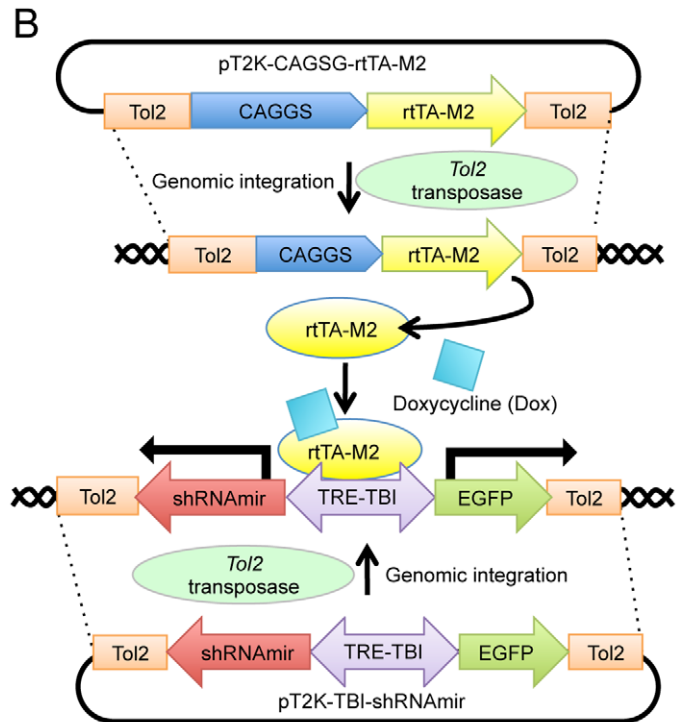 B
pT2K-CAGSG-rtTA-M2
Tol2 CAGGS rtTA-M2 Tol2
Genomic integration
Tol2
transposase
Tol2 CAGGS rtTA-M2 Tol2
rtTA-M2
Doxycycline (Dox)
rtTA-M2
Tol2 shRNAmir TRE-TBI EGFP Tol2
Tol2
transposase
Genomic integration
Tol2 shRNAmir TRE-TBI EGFP Tol2
pT2K-TBI-shRNAmir